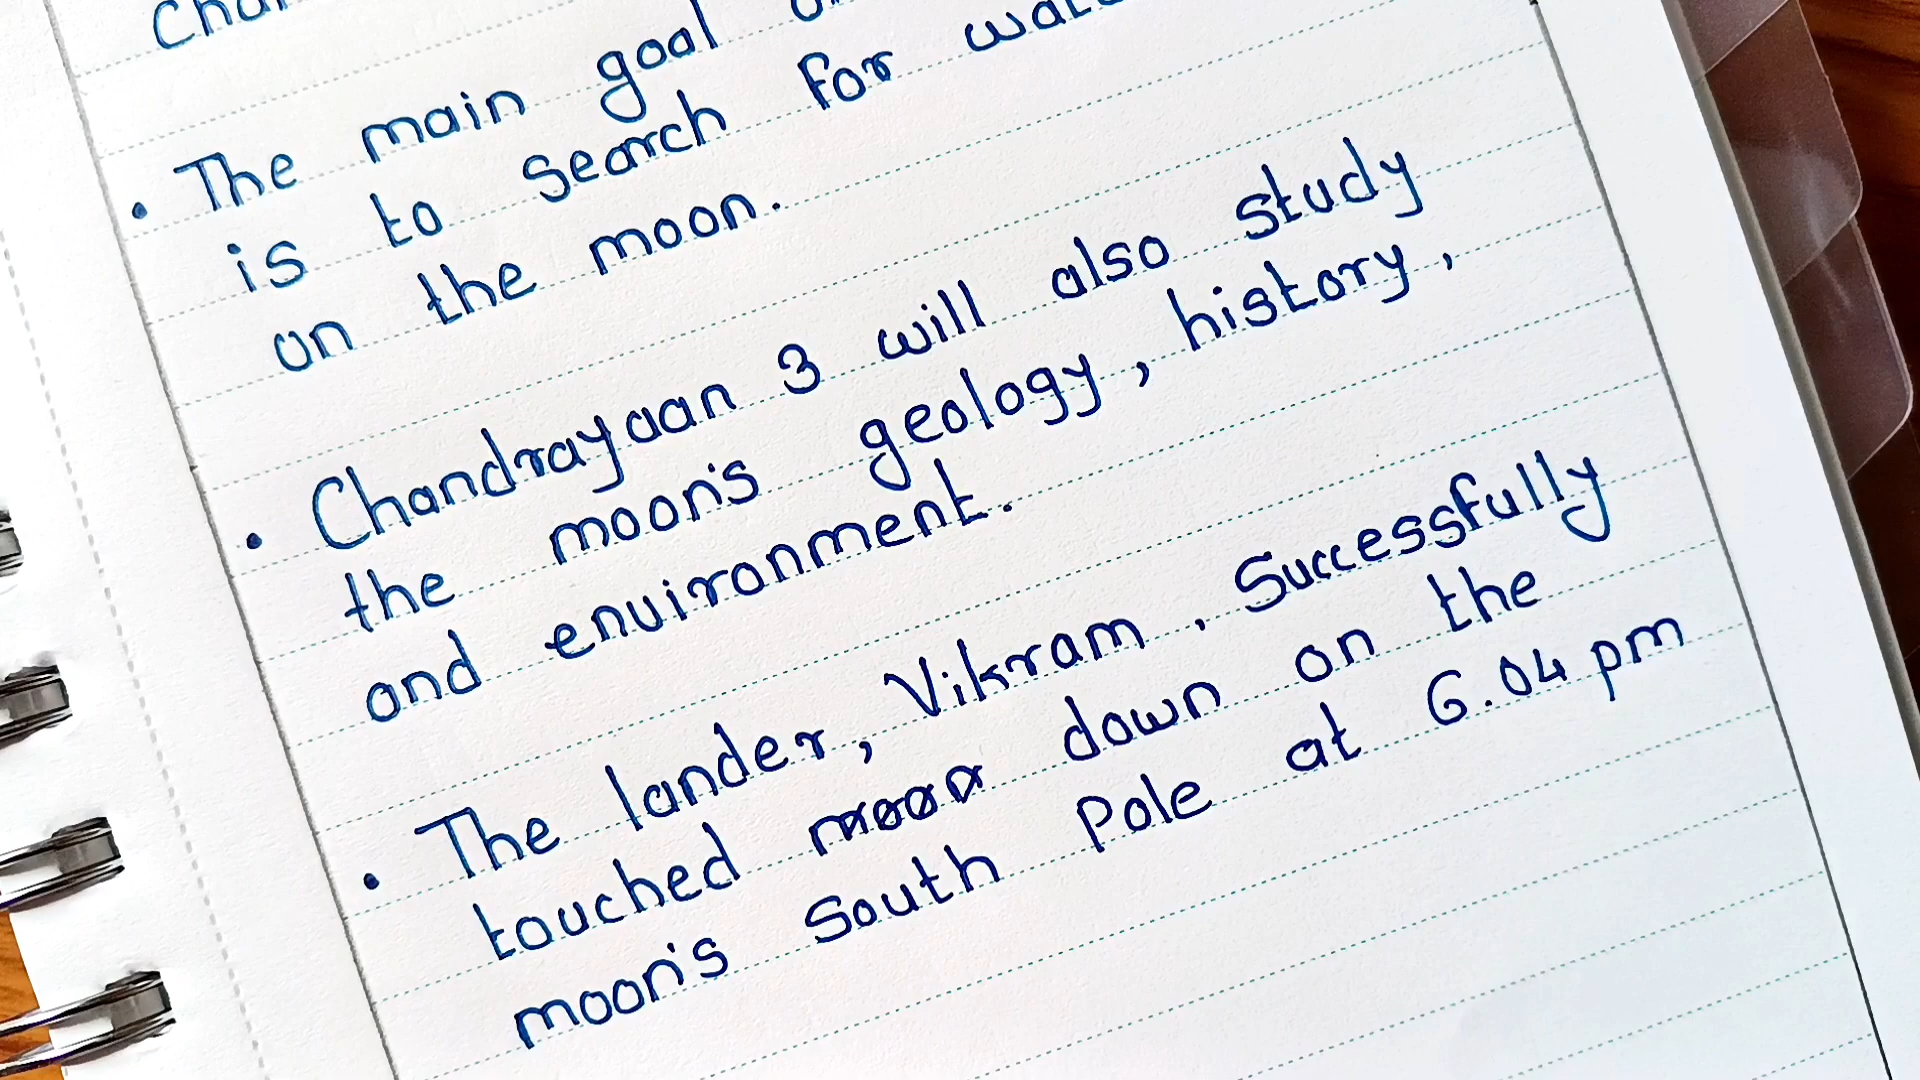 • The main goal
is to search for
on the moon.
• Chandrayaan 3 will also study
the moon's geology, history,
and environment.
• The lander, Vikram, Successfully
touched down on the
moon's South Pole at 6.04 pm